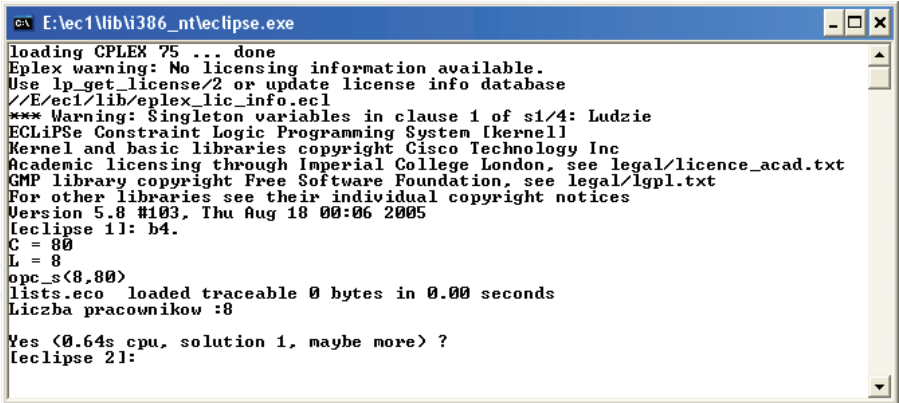 E:\ec1\lib\i386_nt\eclipse.exe
loading CPLEX 75 ... done
Eplex warning: No licensing information available.
Use lp_get_license/2 or update license info database
//E/ec1/lib/eplex_lic_info.ecl
*** Warning: Singleton variables in clause 1 of s1/4: Ludzie
ECLiPSe Constraint Logic Programming System [kernel]
Kernel and basic libraries copyright Cisco Technology Inc
Academic licensing through Imperial College London, see legal/licence_acad.txt
GMP library copyright Free Software Foundation, see legal/lgpl.txt
For other libraries see their individual copyright notices
Version 5.8 #103, Thu Aug 18 00:06 2005
[eclipse 1]: b4.
C = 80
L = 8
opc_s(8,80)
lists.eco  loaded traceable 0 bytes in 0.00 seconds
Liczba pracownikow :8
Yes (0.64s cpu, solution 1, maybe more) ?
[eclipse 2]: